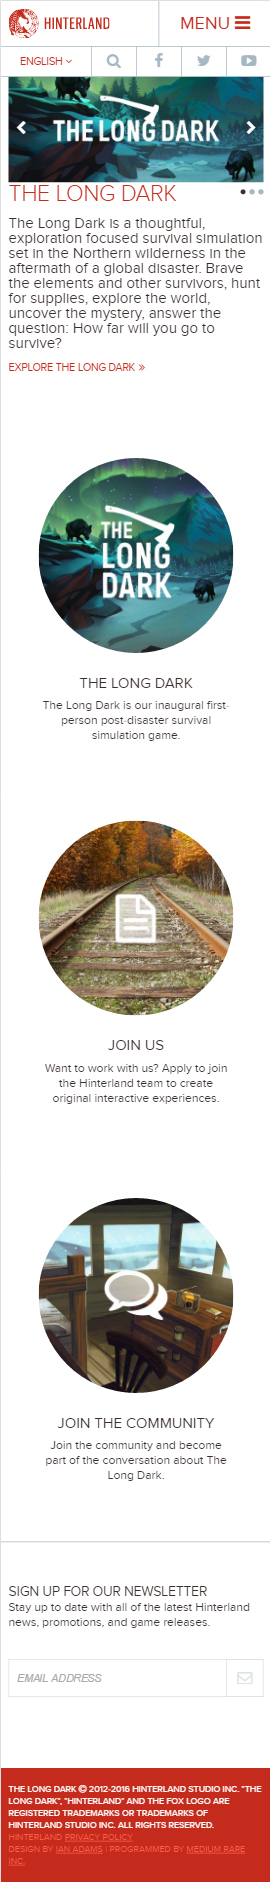 HINTERLAND
MENU
ENGLISH
THE LONG DARK
THE LONG DARK
The Long Dark is a thoughtful,
exploration focused survival simulation
set in the Northern wilderness in the
aftermath of a global disaster. Brave
the elements and other survivors, hunt
for supplies, explore the world,
uncover the mystery, answer the
question: How far will you go to
survive?
EXPLORE THE LONG DARK »
THE
LONG
DARK
THE LONG DARK
The Long Dark is our inaugural first-
person post-disaster survival
simulation game.
JOIN US
Want to work with us? Apply to join
the Hinterland team to create
original interactive experiences.
JOIN THE COMMUNITY
Join the community and become
part of the conversation about The
Long Dark.
SIGN UP FOR OUR NEWSLETTER
Stay up to date with all of the latest Hinterland
news, promotions, and game releases.
EMAIL ADDRESS
THE LONG DARK © 2012-2016 HINTERLAND STUDIO INC. "THE
LONG DARK", "HINTERLAND" AND THE FOX LOGO ARE
REGISTERED TRADEMARKS OR TRADEMARKS OF
HINTERLAND STUDIO INC. ALL RIGHTS RESERVED.
HINTERLAND PRIVACY POLICY
DESIGN BY IAN ADAMS | PROGRAMMED BY MEDIUM RARE
INC.